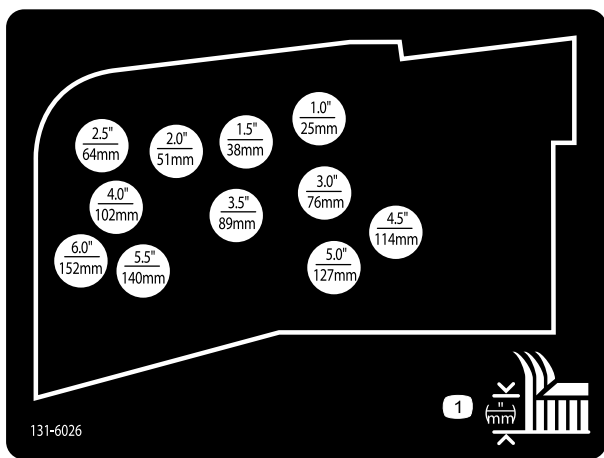 1.0"
25mm
1.5"
38mm
2.5"
64mm
2.0"
51mm
3.0"
76mm
4.0"
102mm
3.5"
89mm
4.5"
114mm
6.0"
152mm
5.5"
140mm
5.0"
127mm
1
"
(mm)
131-6026